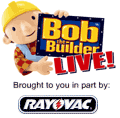 Bob
the Builder
LIVE!
Brought to you in part by:
RAYOVAC